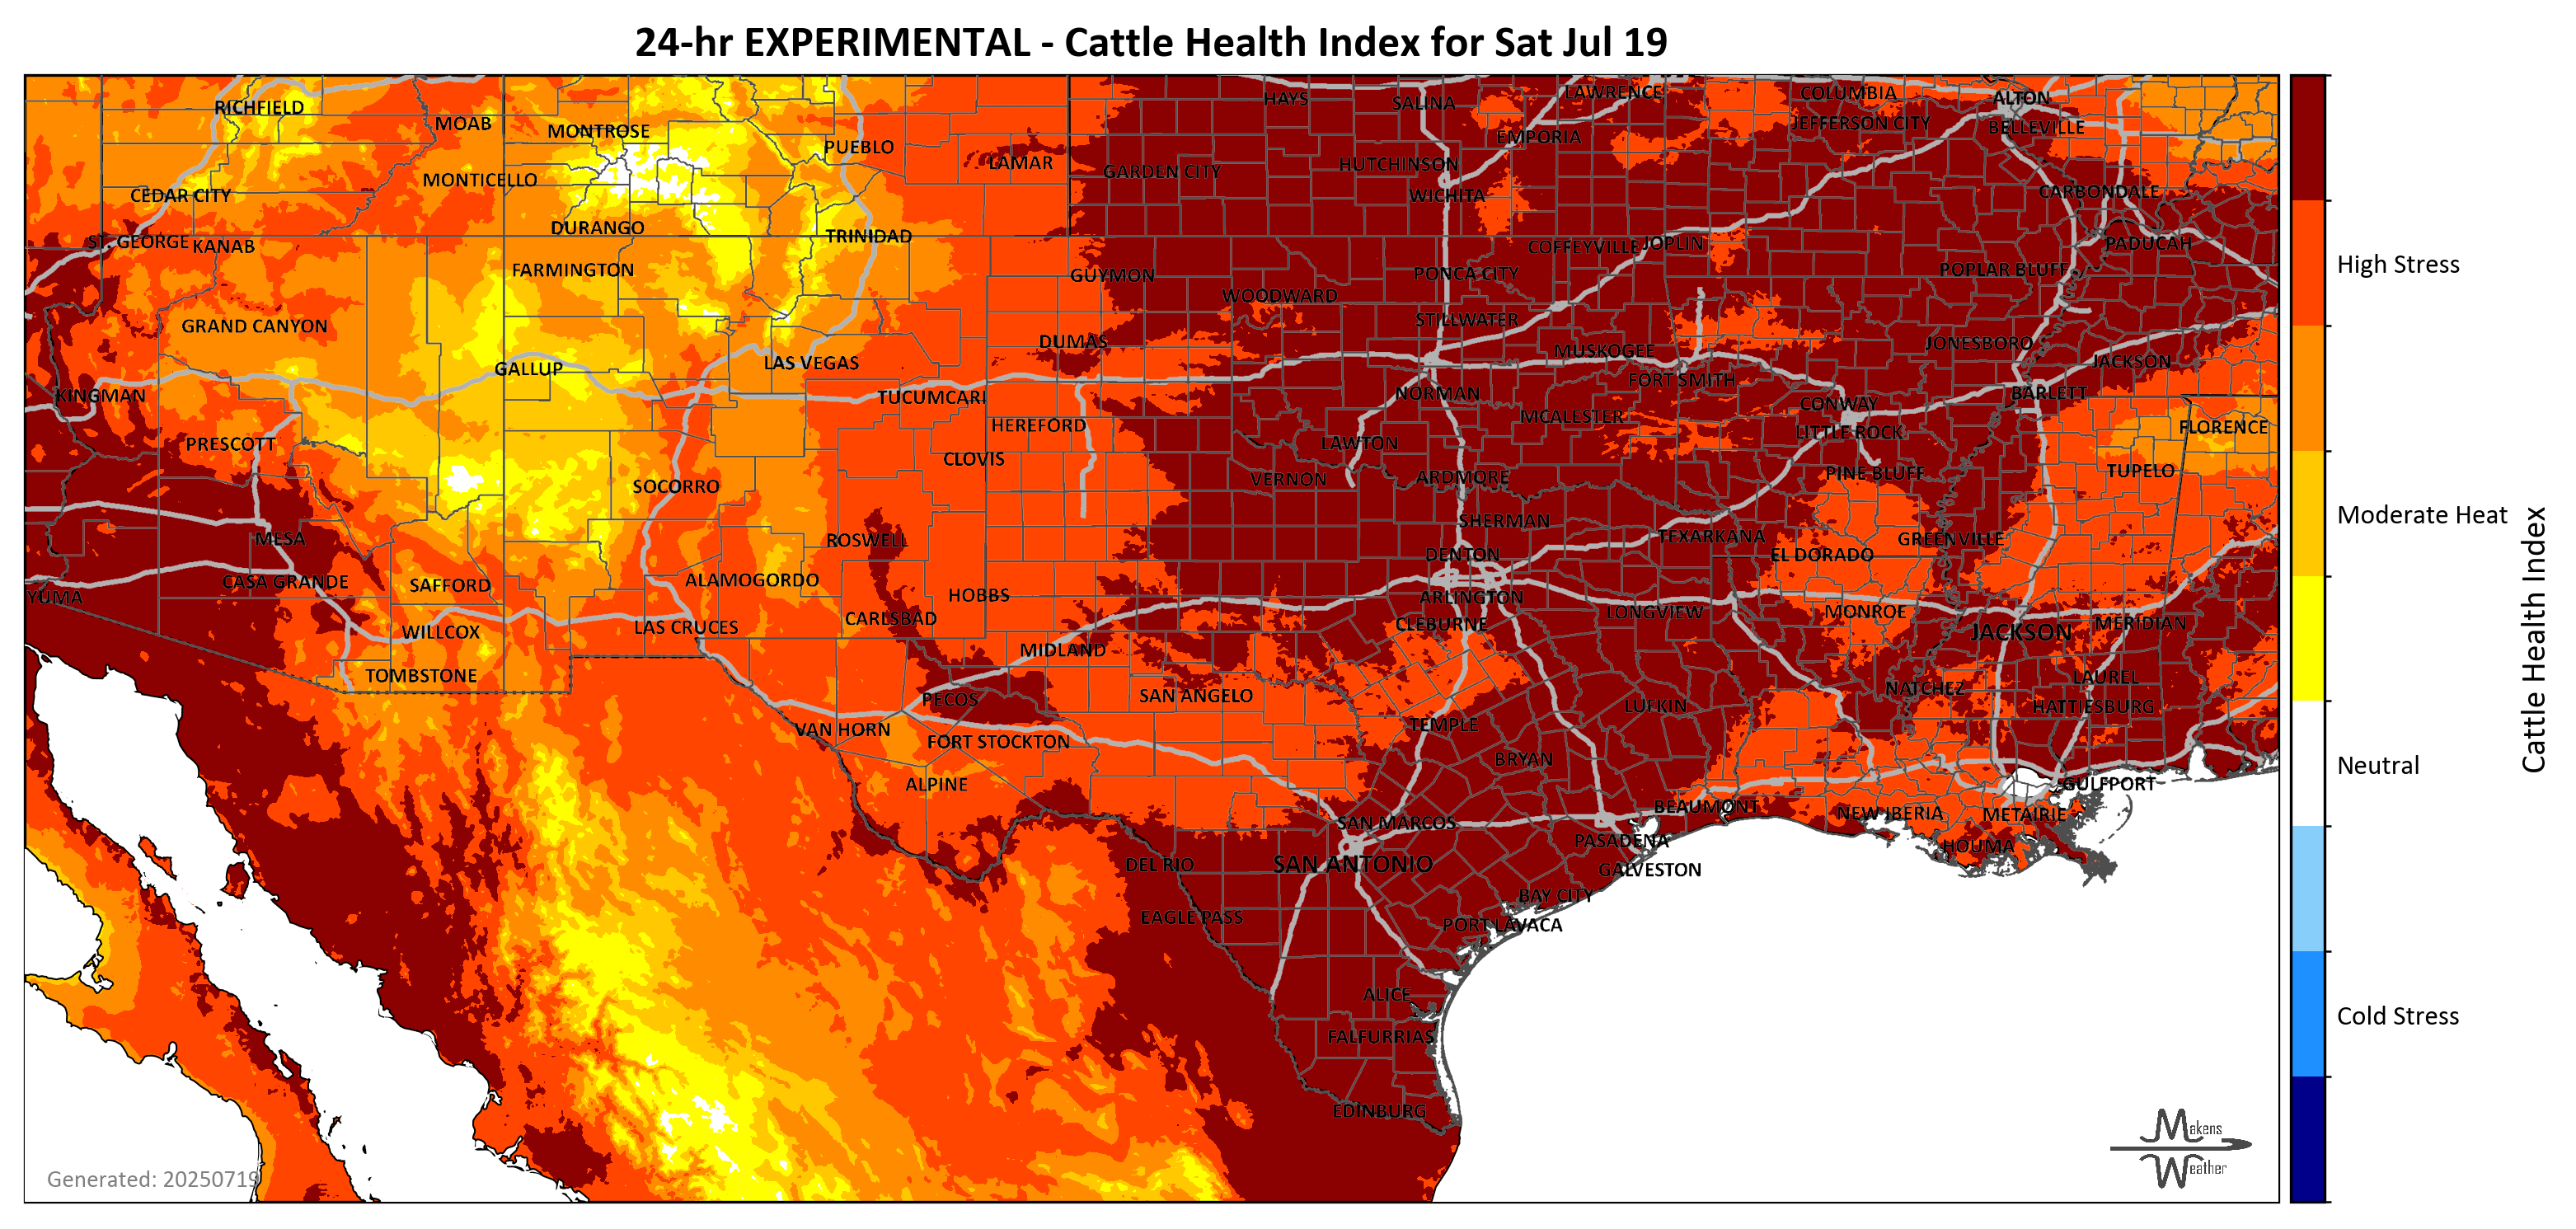 24-hr EXPERIMENTAL - Cattle Health Index for Sat Jul 19
HAYS
SALINA
LAWRENCE
COLUMBIA
ALTON
RICHFIELD
MOAB
MONTROSE
PUEBLO
EMPORIA
JEFFERSON CITY
BELLEVILLE
LAMAR
GARDEN CITY
HUTCHINSON
MONTICELLO
CEDAR CITY
WICHITA
CARBONDALE
DURANGO
TRINIDAD
ST. GEORGE
KANAB
COFFEYVILLE
JOPLIN
PADUCAH
High Stress
FARMINGTON
GUYMON
PONCA CITY
POPLAR BLUFF
WOODWARD
GRAND CANYON
STILLWATER
DUMAS
MUSKOGEE
JONESBORO
JACKSON
GALLUP
LAS VEGAS
FORT SMITH
KINGMAN
TUCUMCARI
NORMAN
BARLETT
CONWAY
MCALESTER
HEREFORD
FLORENCE
PRESCOTT
LAWTON
LITTLE ROCK
CLOVIS
TUPELO
PINE BLUFF
SOCORRO
VERNON
ARDMORE
Moderate Heat
SHERMAN
MESA
ROSWELL
TEXARKANA
GREENVILLE
DENTON
EL DORADO
CASA GRANDE
SAFFORD
ALAMOGORDO
YUMA
HOBBS
ARLINGTON
LONGVIEW
MONROE
CARLSBAD
CLEBURNE
MERIDIAN
WILLCOX
LAS CRUCES
JACKSON
MIDLAND
TOMBSTONE
LAUREL
PECOS
SAN ANGELO
NATCHEZ
LUFKIN
HATTIESBURG
Cattle Health Index
VAN HORN
FORT STOCKTON
TEMPLE
BRYAN
Neutral
ALPINE
GULFPORT
BEAUMONT
NEW IBERIA
METAIRIE
SAN MARCOS
PASADENA
HOUMA
DEL RIO
SAN ANTONIO
GALVESTON
BAY CITY
EAGLE PASS
PORT LAVACA
ALICE
Cold Stress
FALFURRIAS
EDINBURG
Makens
Weather
Generated: 20250719